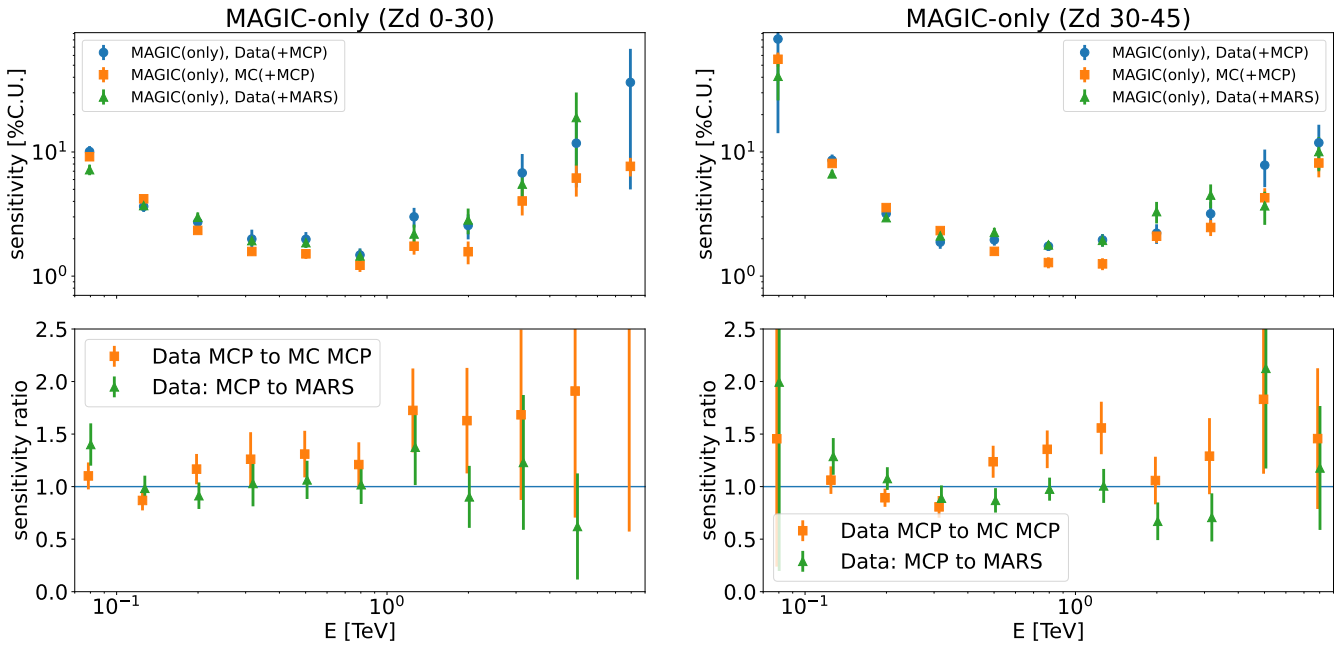 MAGIC-only (Zd 0-30)
sensitivity [%C.U.]
10¹
10⁰
MAGIC(only), Data(+MCP)
MAGIC(only), MC(+MCP)
MAGIC(only), Data(+MARS)
sensitivity ratio
2.5
2.0
1.5
1.0
0.5
0.0
Data MCP to MC MCP
Data: MCP to MARS
10⁻¹
10⁰
E [TeV]
MAGIC-only (Zd 30-45)
sensitivity [%C.U.]
10¹
10⁰
MAGIC(only), Data(+MCP)
MAGIC(only), MC(+MCP)
MAGIC(only), Data(+MARS)
sensitivity ratio
2.5
2.0
1.5
1.0
0.5
0.0
Data MCP to MC MCP
Data: MCP to MARS
10⁻¹
10⁰
E [TeV]